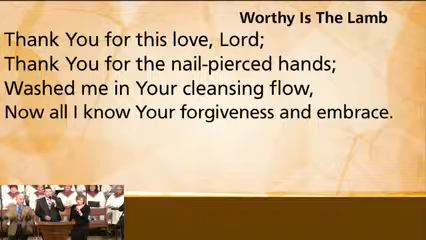 Worthy Is The Lamb
Thank You for this love, Lord;
Thank You for the nail-pierced hands;
Washed me in Your cleansing flow,
Now all I know Your forgiveness and embrace.